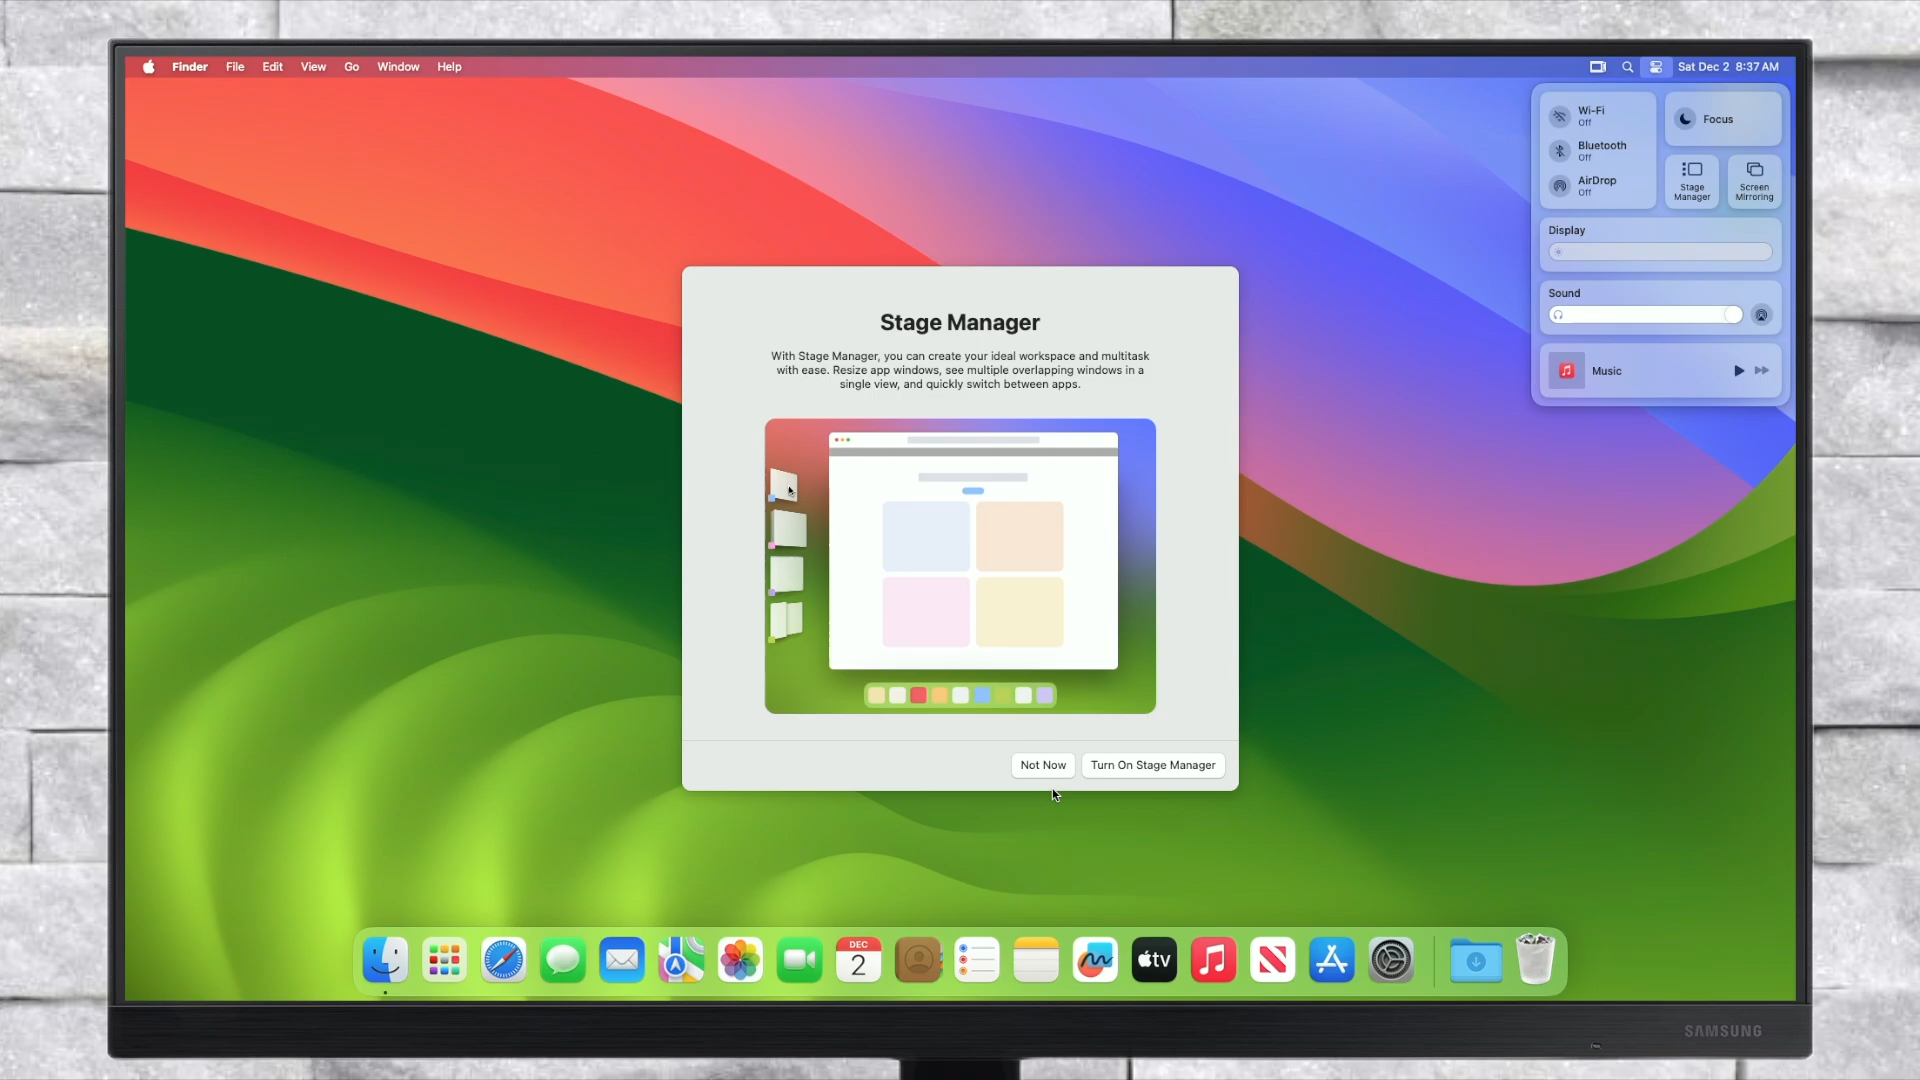 Finder File Edit View Go Window Help
Sat Dec 2 8:37 AM
Wi-Fi
Off
Bluetooth
Off
AirDrop
Off
Focus
Stage
Manager
Screen
Mirroring
Display
Sound
Music
Stage Manager
With Stage Manager, you can create your ideal workspace and multitask
with ease. Resize app windows, see multiple overlapping windows in a
single view, and quickly switch between apps.
Not Now
Turn On Stage Manager
DEC
2
tv
SAMSUNG